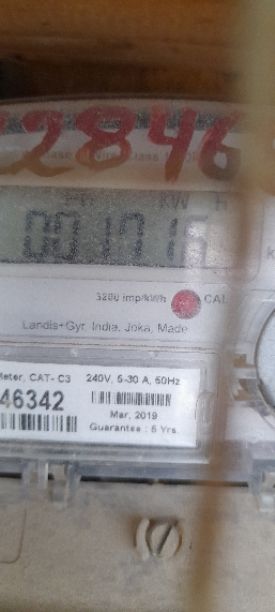 2846
KW H
3200 imp/kWh CAL
Landis+Gyr, India, Joka, Made
Meter, CAT- C3 240V, 5-30 A, 50Hz
46342
Mar, 2019
Guarantee : 5 Yrs.